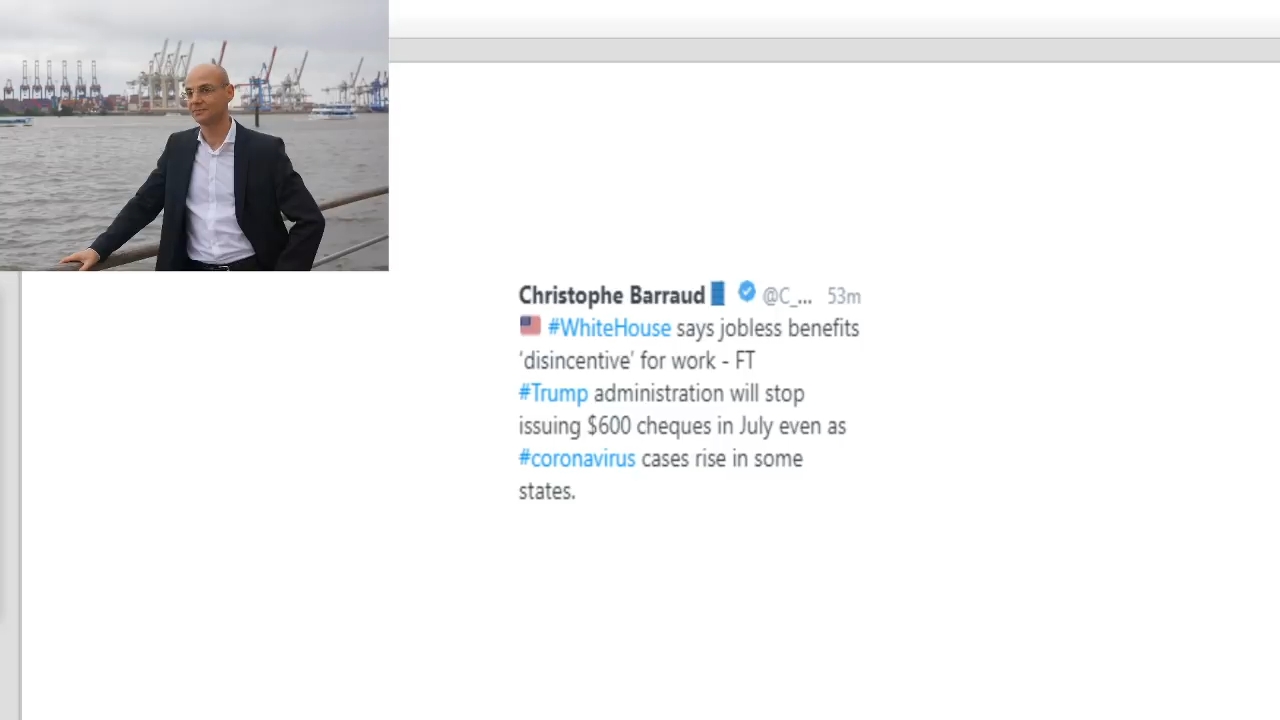 Christophe Barraud @C_... 53m
#WhiteHouse says jobless benefits
‘disincentive’ for work - FT
#Trump administration will stop
issuing $600 cheques in July even as
#coronavirus cases rise in some
states.